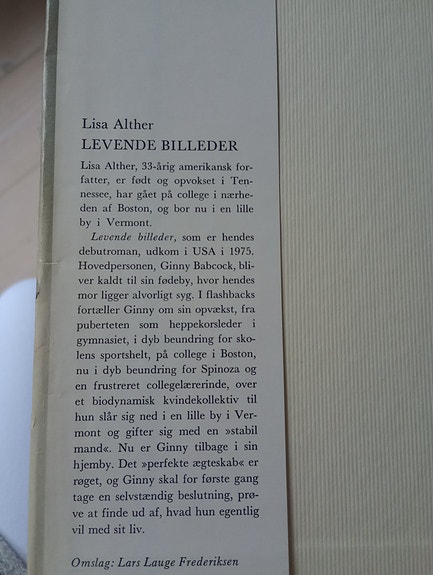 Lisa Alther
LEVENDE BILLEDER
Lisa Alther, 33-årig amerikansk for-
fatter, er født og opvokset i Ten-
nessee, har gået på college i nærhe-
den af Boston, og bor nu i en lille
by i Vermont.
Levende billeder, som er hendes
debutroman, udkom i USA i 1975.
Hovedpersonen, Ginny Babcock, bli-
ver kaldt til sin fødeby, hvor hendes
mor ligger alvorligt syg. I flashbacks
fortæller Ginny om sin opvækst, fra
puberteten som heppekorsleder i
gymnasiet, i dyb beundring for sko-
lens sportshelt, på college i Boston,
nu i dyb beundring for Spinoza og
en frustreret collegelærerinde, over
et biodynamisk kvindekollektiv til
hun slår sig ned i en lille by i Ver-
mont og gifter sig med en »stabil
mand«. Nu er Ginny tilbage i sin
hjemby. Det »perfekte ægteskab« er
røget, og Ginny skal for første gang
tage en selvstændig beslutning, prø-
ve at finde ud af, hvad hun egentlig
vil med sit liv.
Omslag: Lars Lauge Frederiksen